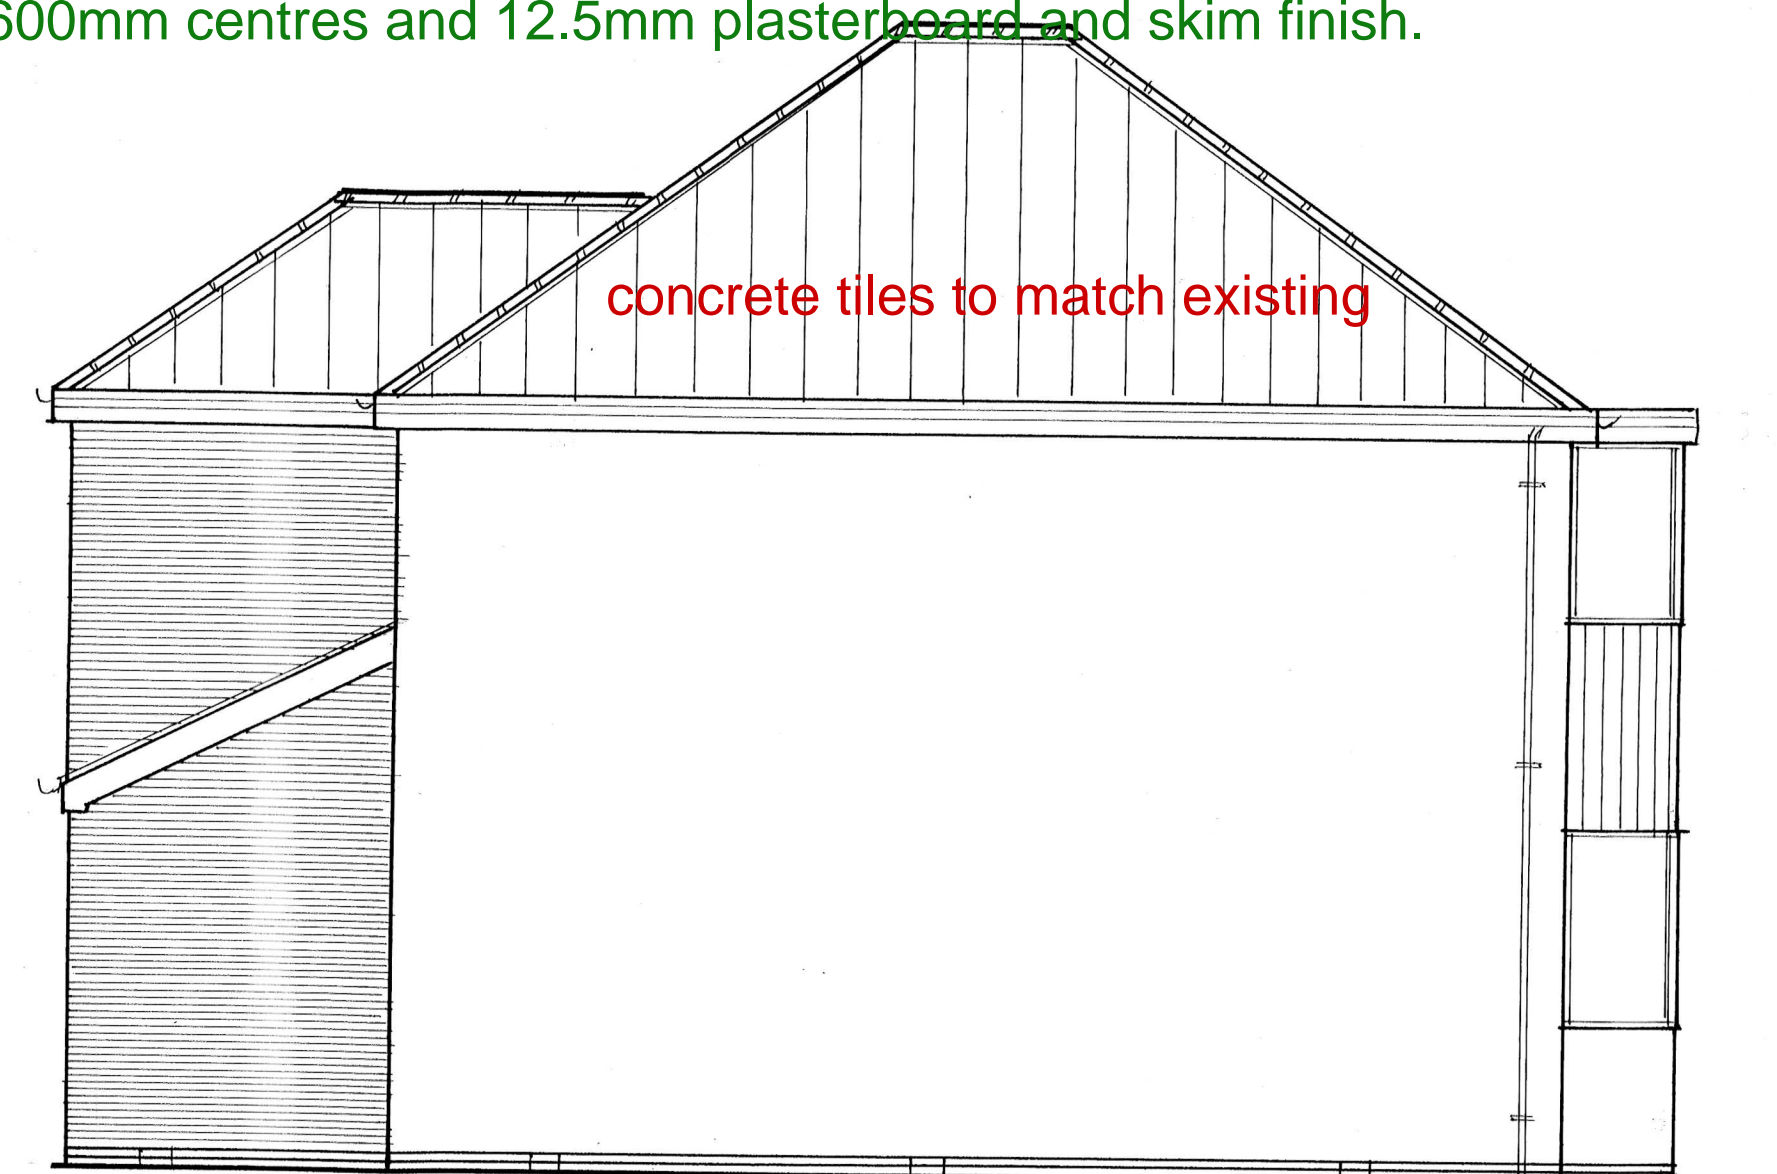 600mm centres and 12.5mm plasterboard and skim finish.
concrete tiles to match existing